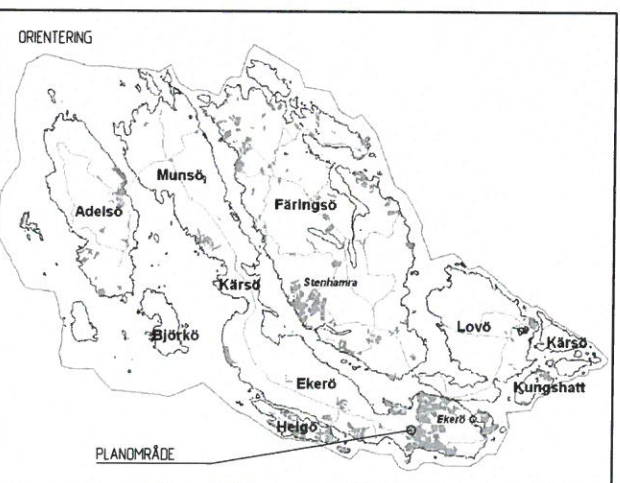 ORIENTERING
Munsö
Adelsö
Färingsö
Kärsö
Stenhamra
Björkö
Lovö
Kärsö
Kungshatt
Ekerö
Helgö
Ekerö C
PLANOMRÅDE